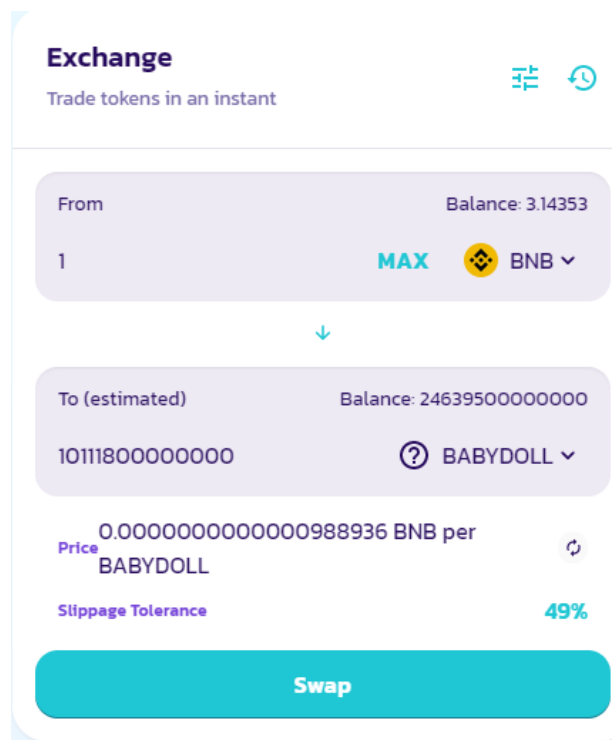 Exchange
Trade tokens in an instant
From Balance: 3.14353
1 MAX BNB
To (estimated) Balance: 24639500000000
10111800000000 BABYDOLL
Price 0.0000000000000988936 BNB per
BABYDOLL
Slippage Tolerance 49%
Swap